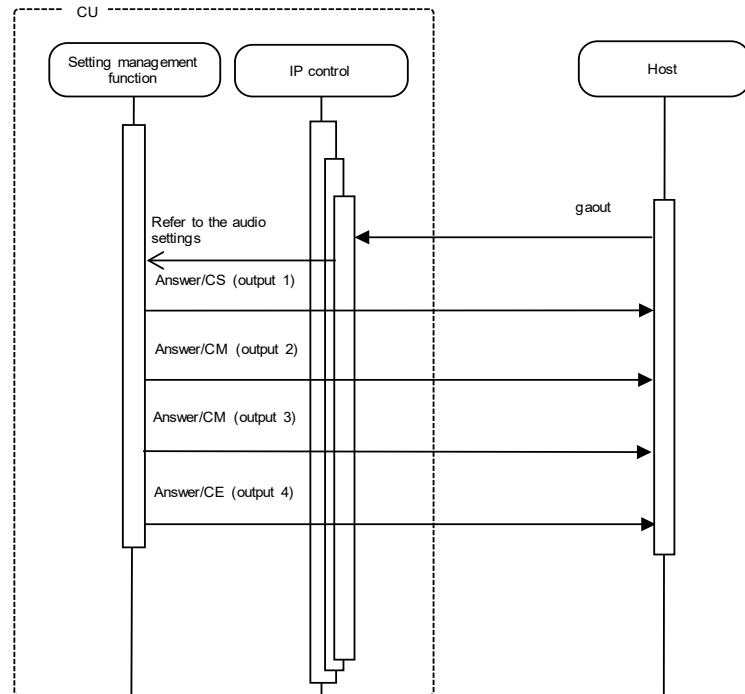 CU
Setting management
function
IP control
Host
gaout
Refer to the audio
settings
Answer/CS (output 1)
Answer/CM (output 2)
Answer/CM (output 3)
Answer/CE (output 4)